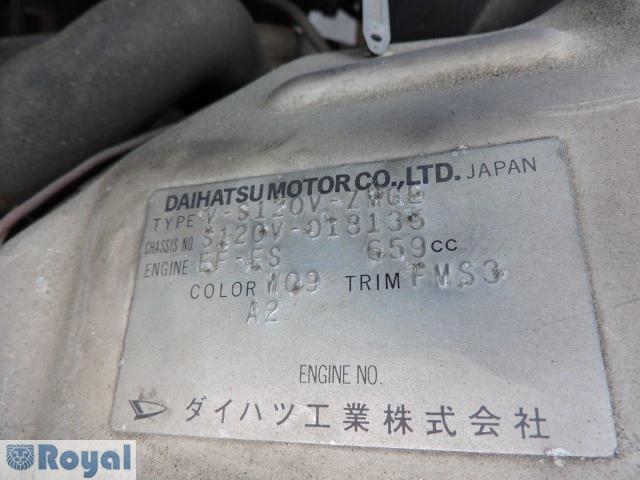 DAIHATSU MOTOR CO.,LTD. JAPAN
TYPE V-S120V-ZMGE
CHASSIS NO. S120V-018135
ENGINE EF-ES 659CC
COLOR W09 TRIM FMS3
A2
ENGINE NO.
ダイハツ工業株式会社
Royal